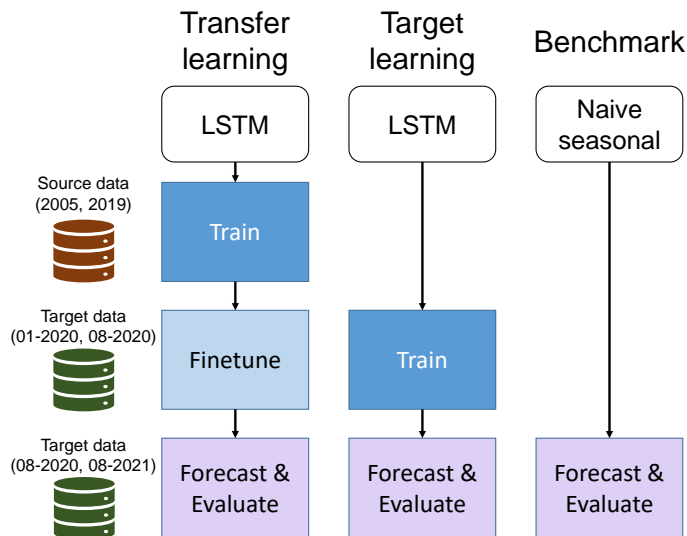 Transfer
learning
Target
learning
Benchmark
LSTM
LSTM
Naive
seasonal
Source data
(2005, 2019)
Train
Target data
(01-2020, 08-2020)
Finetune
Train
Target data
(08-2020, 08-2021)
Forecast &
Evaluate
Forecast &
Evaluate
Forecast &
Evaluate